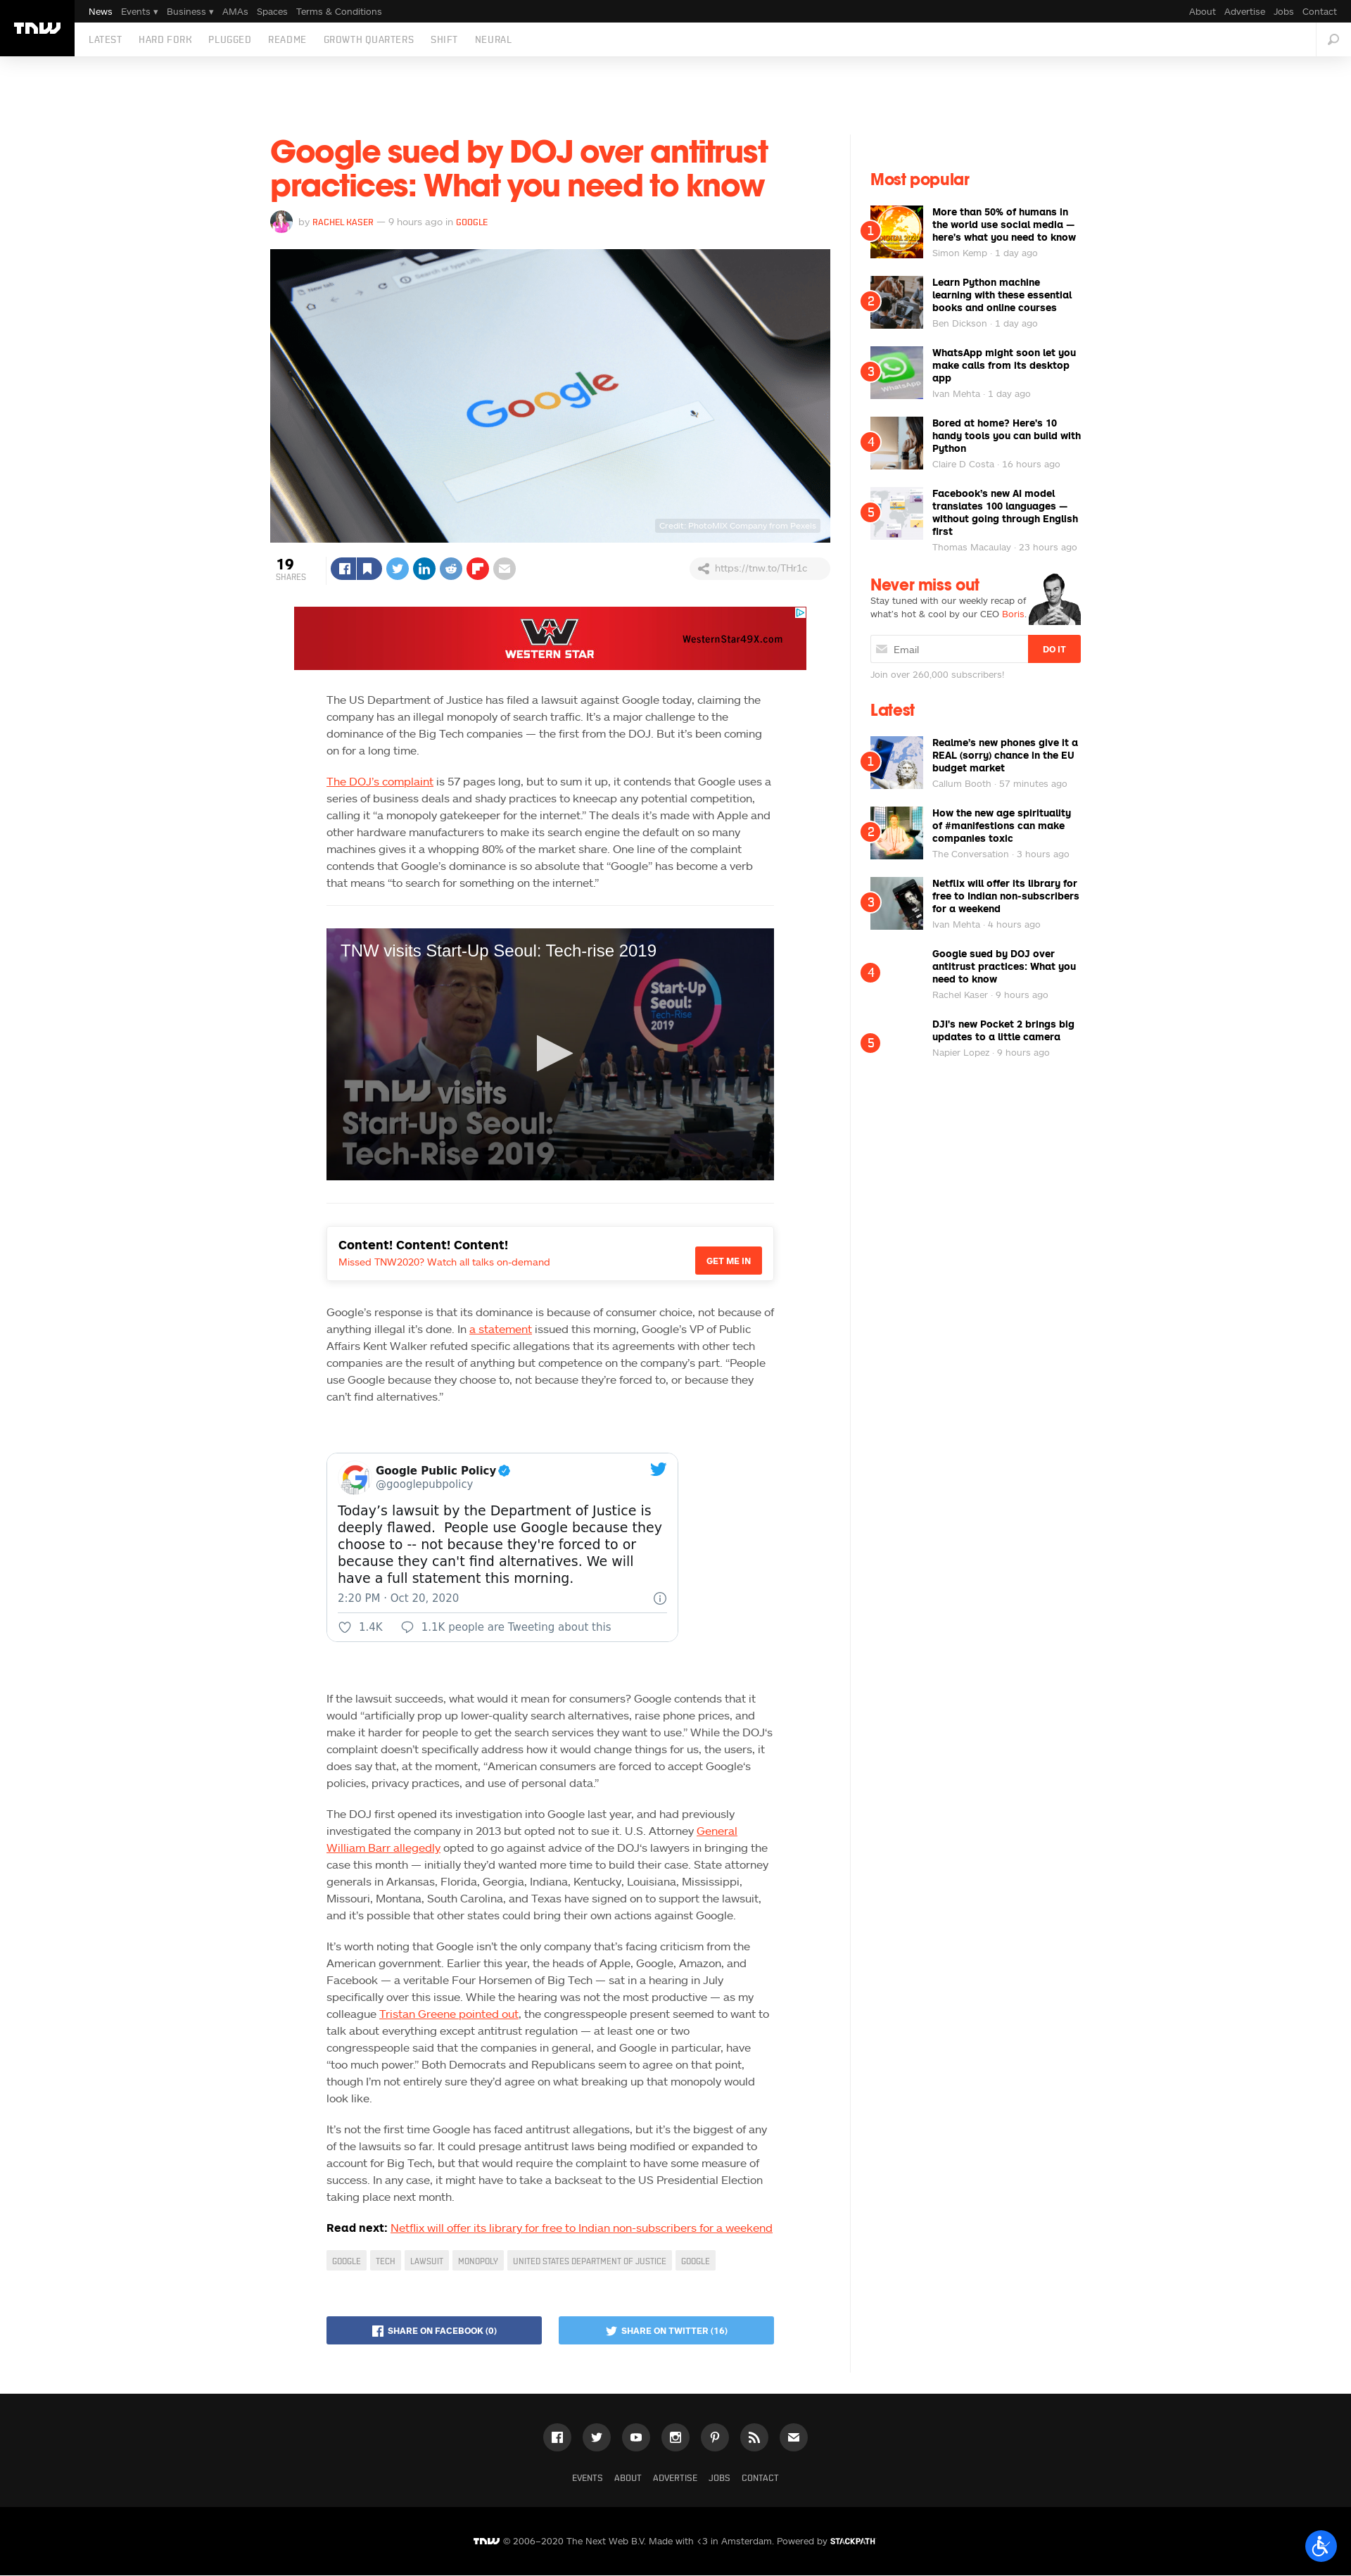 TNW
News Events ▾ Business ▾ AMAs Spaces Terms & Conditions
About Advertise Jobs Contact
LATEST HARD FORK PLUGGED README GROWTH QUARTERS SHIFT NEURAL
Google sued by DOJ over antitrust
practices: What you need to know
by RACHEL KASER — 9 hours ago in GOOGLE
Search Google or type a URL
Google
Credit: PhotoMIX Company from Pexels
19
SHARES
https://tnw.to/THr1c
WESTERN STAR
WesternStar49X.com
The US Department of Justice has filed a lawsuit against Google today, claiming the
company has an illegal monopoly of search traffic. It’s a major challenge to the
dominance of the Big Tech companies — the first from the DOJ. But it’s been coming
on for a long time.
The DOJ’s complaint is 57 pages long, but to sum it up, it contends that Google uses a
series of business deals and shady practices to kneecap any potential competition,
calling it “a monopoly gatekeeper for the internet.” The deals it’s made with Apple and
other hardware manufacturers to make its search engine the default on so many
machines gives it a whopping 80% of the market share. One line of the complaint
contends that Google’s dominance is so absolute that “Google” has become a verb
that means “to search for something on the internet.”
TNW visits Start-Up Seoul: Tech-rise 2019
Start-Up
Seoul:
Tech-Rise
2019
TNW visits
Start-Up Seoul:
Tech-Rise 2019
Content! Content! Content!
Missed TNW2020? Watch all talks on-demand
GET ME IN
Google’s response is that its dominance is because of consumer choice, not because of
anything illegal it’s done. In a statement issued this morning, Google’s VP of Public
Affairs Kent Walker refuted specific allegations that its agreements with other tech
companies are the result of anything but competence on the company’s part. “People
use Google because they choose to, not because they’re forced to, or because they
can’t find alternatives.”
Google Public Policy
@googlepubpolicy
Today’s lawsuit by the Department of Justice is
deeply flawed.  People use Google because they
choose to -- not because they're forced to or
because they can't find alternatives. We will
have a full statement this morning.
2:20 PM · Oct 20, 2020
1.4K 1.1K people are Tweeting about this
If the lawsuit succeeds, what would it mean for consumers? Google contends that it
would “artificially prop up lower-quality search alternatives, raise phone prices, and
make it harder for people to get the search services they want to use.” While the DOJ‘s
complaint doesn’t specifically address how it would change things for us, the users, it
does say that, at the moment, “American consumers are forced to accept Google‘s
policies, privacy practices, and use of personal data.”
The DOJ first opened its investigation into Google last year, and had previously
investigated the company in 2013 but opted not to sue it. U.S. Attorney General
William Barr allegedly opted to go against advice of the DOJ‘s lawyers in bringing the
case this month — initially they’d wanted more time to build their case. State attorney
generals in Arkansas, Florida, Georgia, Indiana, Kentucky, Louisiana, Mississippi,
Missouri, Montana, South Carolina, and Texas have signed on to support the lawsuit,
and it’s possible that other states could bring their own actions against Google.
It’s worth noting that Google isn’t the only company that’s facing criticism from the
American government. Earlier this year, the heads of Apple, Google, Amazon, and
Facebook — a veritable Four Horsemen of Big Tech — sat in a hearing in July
specifically over this issue. While the hearing was not the most productive — as my
colleague Tristan Greene pointed out, the congresspeople present seemed to want to
talk about everything except antitrust regulation — at least one or two
congresspeople said that the companies in general, and Google in particular, have
“too much power.” Both Democrats and Republicans seem to agree on that point,
though I’m not entirely sure they’d agree on what breaking up that monopoly would
look like.
It’s not the first time Google has faced antitrust allegations, but it’s the biggest of any
of the lawsuits so far. It could presage antitrust laws being modified or expanded to
account for Big Tech, but that would require the complaint to have some measure of
success. In any case, it might have to take a backseat to the US Presidential Election
taking place next month.
Read next: Netflix will offer its library for free to Indian non-subscribers for a weekend
GOOGLE TECH LAWSUIT MONOPOLY UNITED STATES DEPARTMENT OF JUSTICE GOOGLE
SHARE ON FACEBOOK (0)
SHARE ON TWITTER (16)
Most popular
1
More than 50% of humans in
the world use social media —
here’s what you need to know
Simon Kemp · 1 day ago
2
Learn Python machine
learning with these essential
books and online courses
Ben Dickson · 1 day ago
3
WhatsApp
WhatsApp might soon let you
make calls from its desktop
app
Ivan Mehta · 1 day ago
4
Bored at home? Here’s 10
handy tools you can build with
Python
Claire D Costa · 16 hours ago
5
Facebook’s new AI model
translates 100 languages —
without going through English
first
Thomas Macaulay · 23 hours ago
Never miss out
Stay tuned with our weekly recap of
what’s hot & cool by our CEO Boris.
Email
DO IT
Join over 260,000 subscribers!
Latest
1
Realme’s new phones give it a
REAL (sorry) chance in the EU
budget market
Callum Booth · 57 minutes ago
2
How the new age spirituality
of #manifestions can make
companies toxic
The Conversation · 3 hours ago
3
Netflix will offer its library for
free to Indian non-subscribers
for a weekend
Ivan Mehta · 4 hours ago
4
Google sued by DOJ over
antitrust practices: What you
need to know
Rachel Kaser · 9 hours ago
5
DJI’s new Pocket 2 brings big
updates to a little camera
Napier Lopez · 9 hours ago
EVENTS ABOUT ADVERTISE JOBS CONTACT
TNW © 2006–2020 The Next Web B.V. Made with <3 in Amsterdam. Powered by STACKPATH